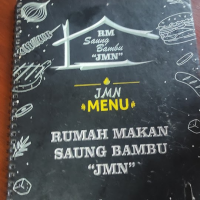 RM
Saung
Bambu
"JMN"
JMN
MENU
RUMAH MAKAN
SAUNG BAMBU
"JMN"